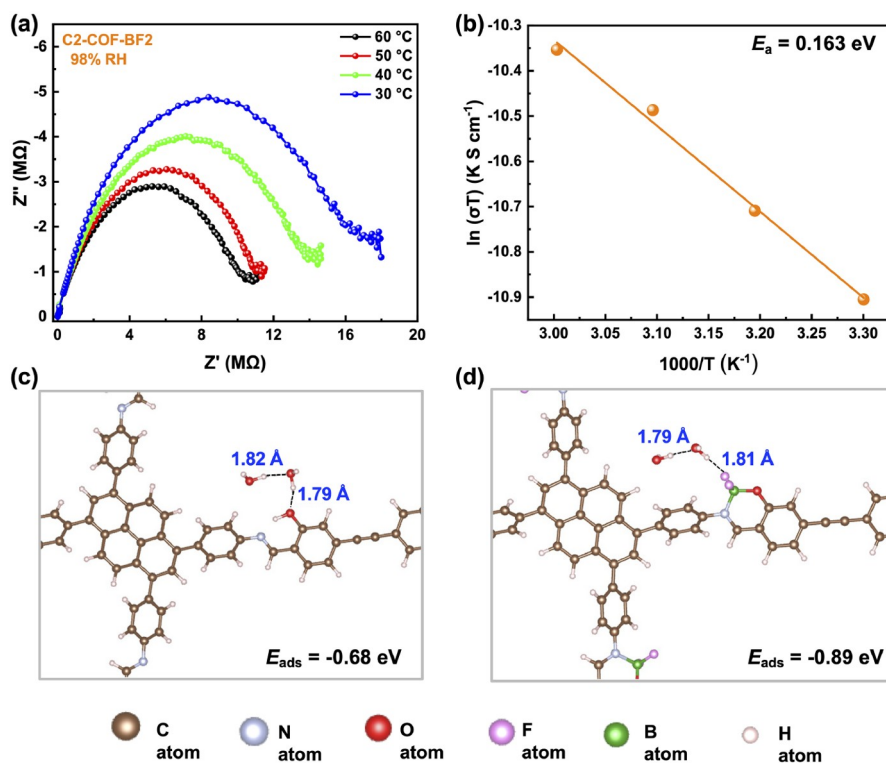 (a)
C2-COF-BF2
98% RH
60 °C
50 °C
40 °C
30 °C
Z'' (MΩ)
-6
-5
-4
-3
-2
-1
0
0 4 8 12 16 20
Z' (MΩ)
(b)
Ea = 0.163 eV
ln (σT) (K S cm⁻¹)
-10.3
-10.5
-10.6
-10.8
-10.9
3.00 3.05 3.10 3.15 3.20 3.25 3.30
1000/T (K⁻¹)
(c)
1.82 Å
1.79 Å
Eads = -0.68 eV
(d)
1.79 Å
1.81 Å
Eads = -0.89 eV
C atom
N atom
O atom
F atom
B atom
H atom